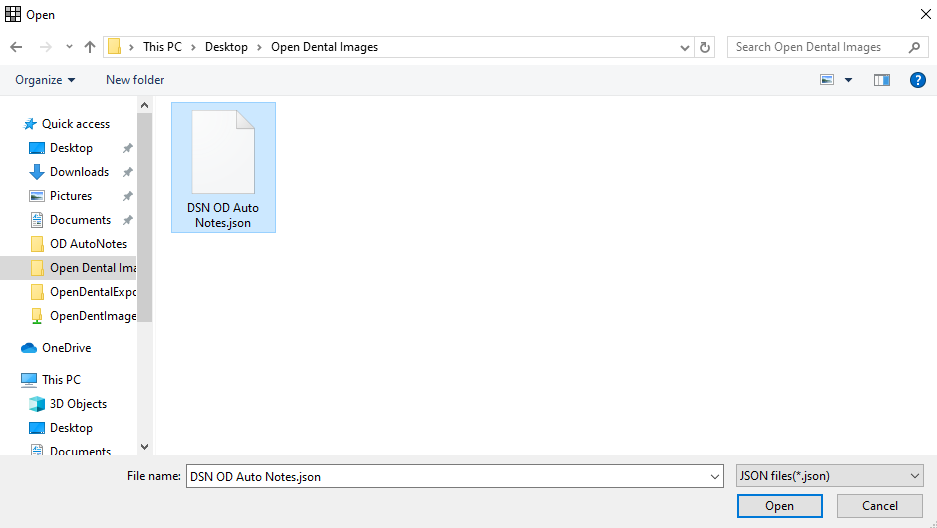 Open
This PC > Desktop > Open Dental Images
Search Open Dental Images
Organize
New folder
?
Quick access
Desktop
Downloads
Pictures
Documents
OD AutoNotes
Open Dental Ima
OpenDentalExpo
OpenDentImage
OneDrive
This PC
3D Objects
Desktop
Documents
DSN OD Auto
Notes.json
File name: DSN OD Auto Notes.json
JSON files(*.json)
Open
Cancel